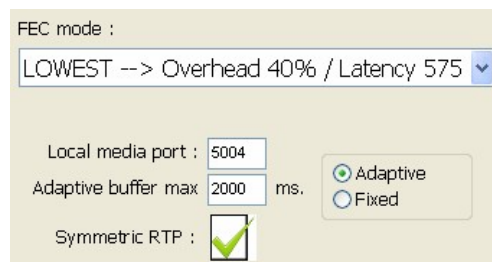 FEC mode :
LOWEST --> Overhead 40% / Latency 575
Local media port : 5004
Adaptive buffer max 2000 ms.
Adaptive
Fixed
Symmetric RTP :